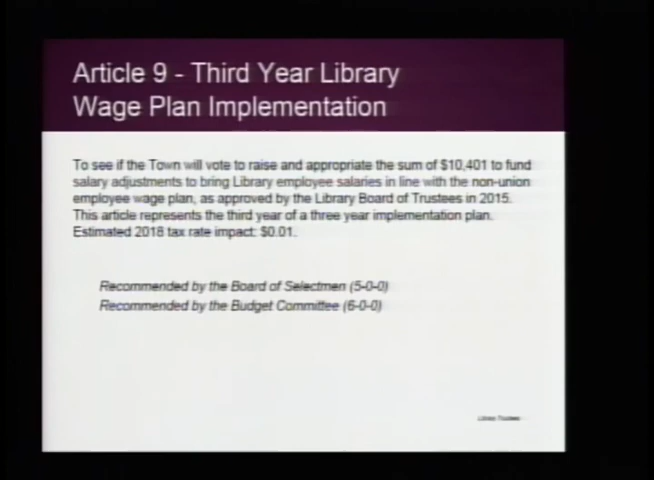 Article 9 - Third Year Library
Wage Plan Implementation
To see if the Town will vote to raise and appropriate the sum of $10,401 to fund
salary adjustments to bring Library employee salaries in line with the non-union
employee wage plan, as approved by the Library Board of Trustees in 2015.
This article represents the third year of a three year implementation plan.
Estimated 2018 tax rate impact: $0.01.
Recommended by the Board of Selectmen (5-0-0)
Recommended by the Budget Committee (6-0-0)
Library Trustees